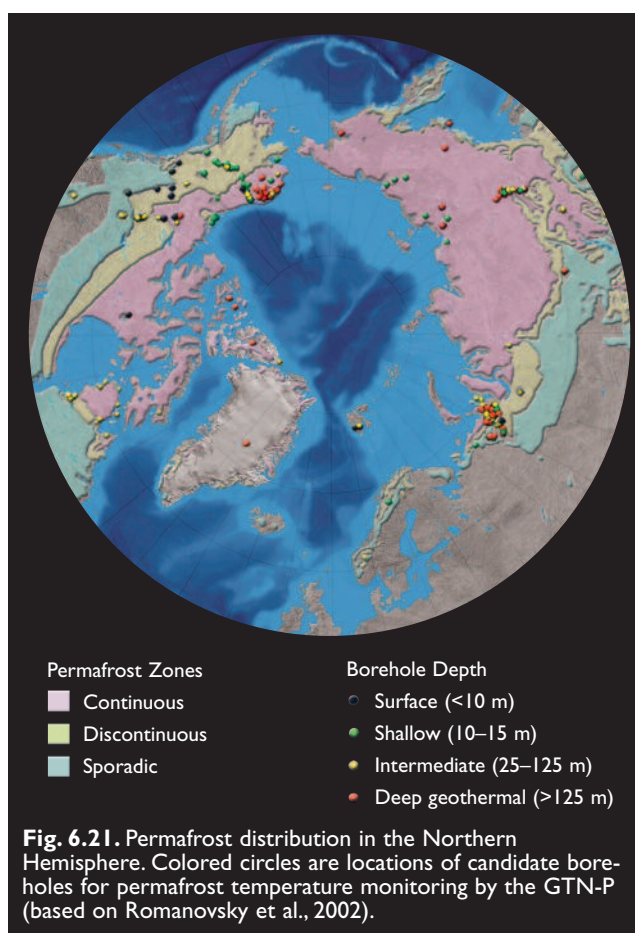 Permafrost Zones
Continuous
Discontinuous
Sporadic
Borehole Depth
Surface (<10 m)
Shallow (10–15 m)
Intermediate (25–125 m)
Deep geothermal (>125 m)
Fig. 6.21. Permafrost distribution in the Northern
Hemisphere. Colored circles are locations of candidate bore-
holes for permafrost temperature monitoring by the GTN-P
(based on Romanovsky et al., 2002).